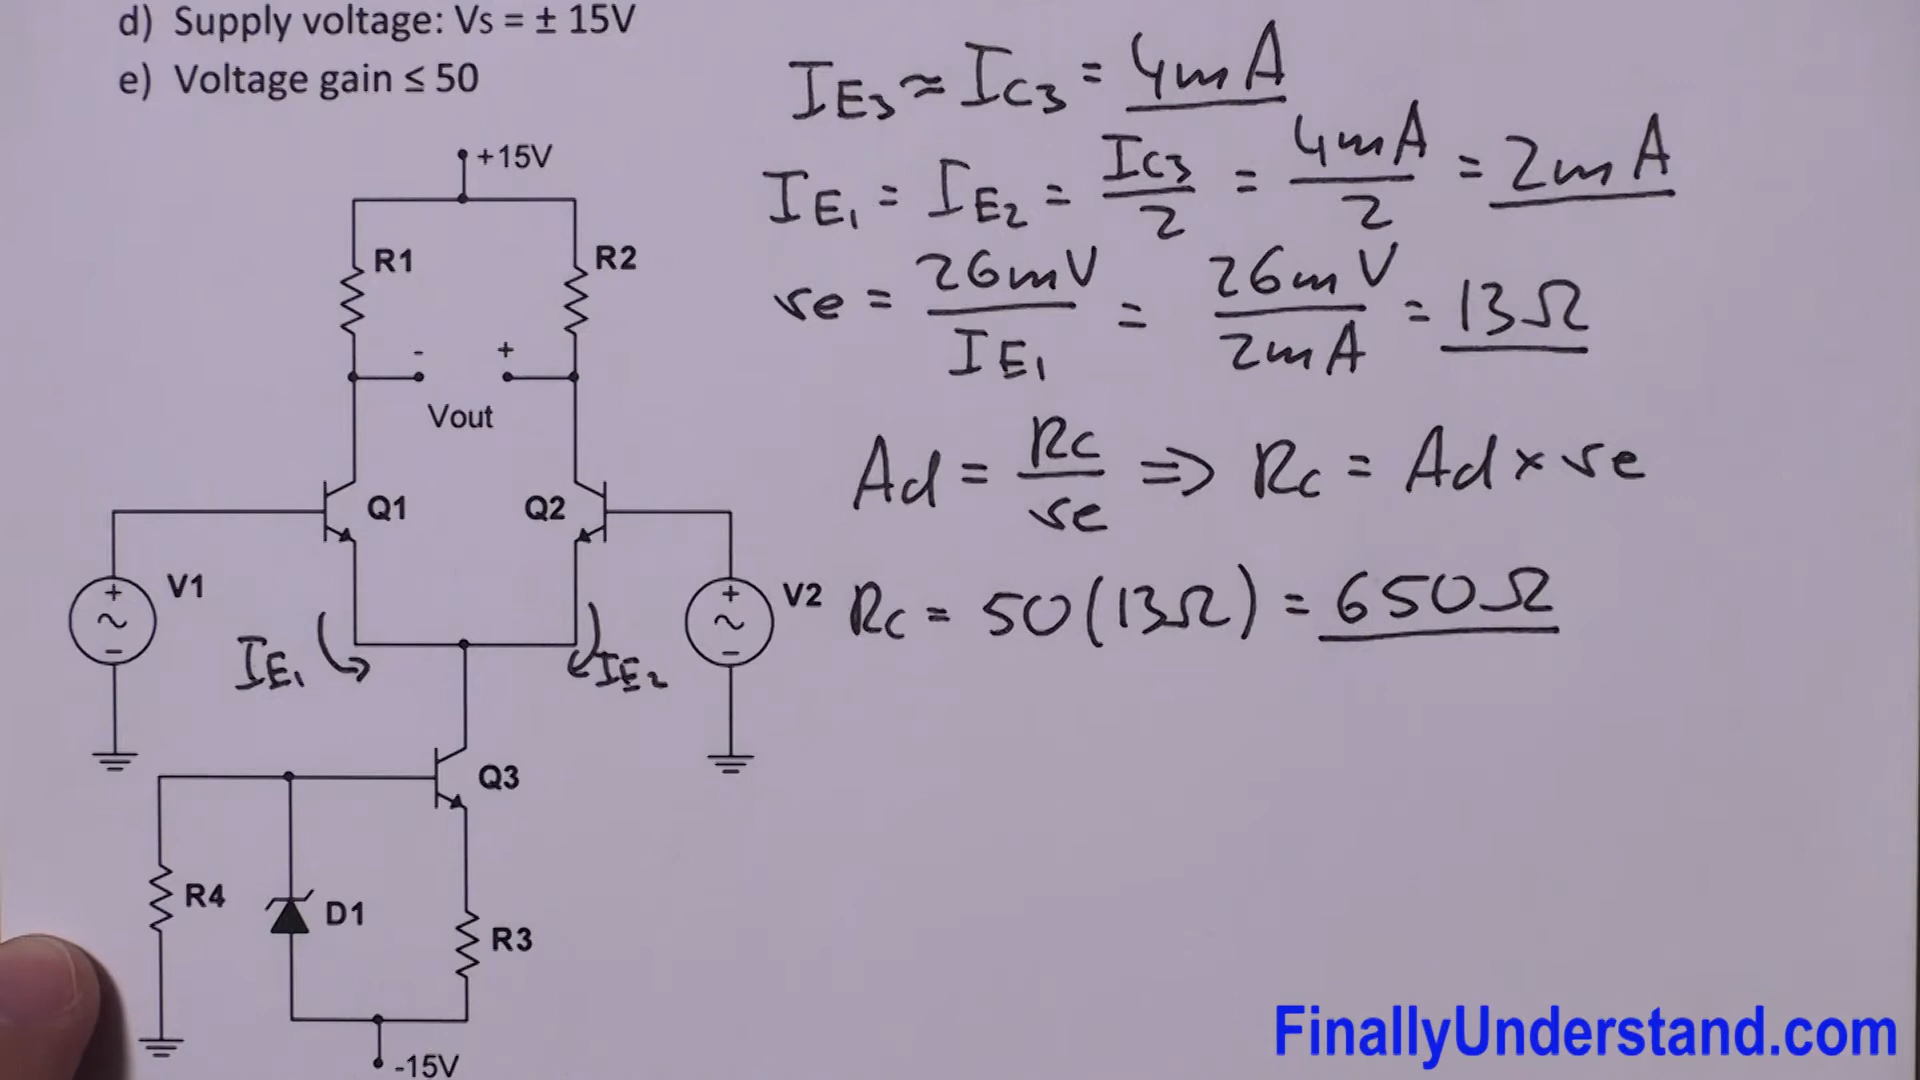 d) Supply voltage: Vs = ± 15V
e) Voltage gain ≤ 50
IE3 ≈ IC3 = 4mA
IE1 = IE2 = IC3/2 = 4mA/2 = 2mA
re = 26mV/IE1 = 26mV/2mA = 13Ω
Ad = Rc/re => Rc = Ad × re
Rc = 50(13Ω) = 650Ω
+15V
R1
R2
- +
Vout
Q1
Q2
+
V1
-
+
V2
-
IE1
IE2
Q3
R4
D1
R3
-15V
FinallyUnderstand.com